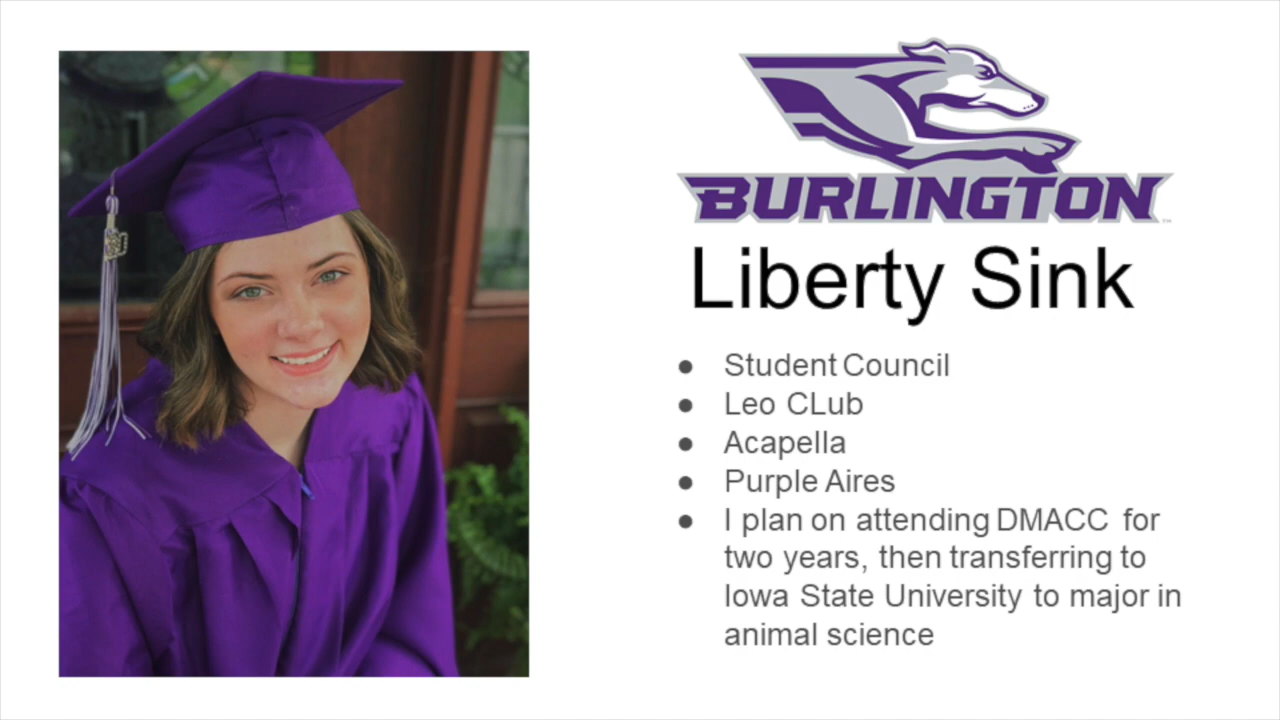 BURLINGTON
Liberty Sink
● Student Council
● Leo CLub
● Acapella
● Purple Aires
● I plan on attending DMACC for
two years, then transferring to
Iowa State University to major in
animal science